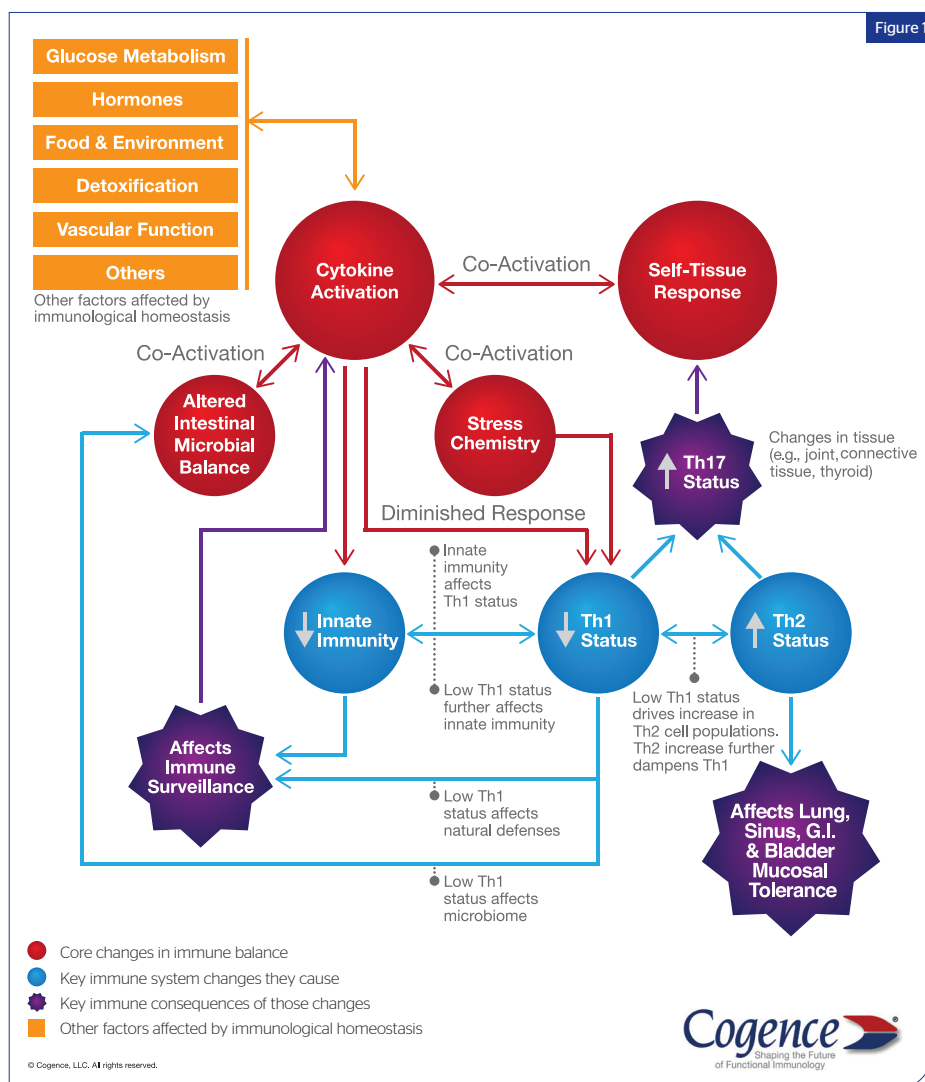 Figure 1
Glucose Metabolism
Hormones
Food & Environment
Detoxification
Vascular Function
Others
Other factors affected by
immunological homeostasis
Cytokine
Activation
Co-Activation
Self-Tissue
Response
Co-Activation
Co-Activation
Altered
Intestinal
Microbial
Balance
Stress
Chemistry
Th17
Status
Changes in tissue
(e.g., joint, connective
tissue, thyroid)
Diminished Response
Innate
immunity
affects
Th1 status
Innate
Immunity
Th1
Status
Th2
Status
Low Th1 status
further affects
innate immunity
Low Th1 status
drives increase in
Th2 cell populations.
Th2 increase further
dampens Th1
Affects
Immune
Surveillance
Low Th1
status affects
natural defenses
Affects Lung,
Sinus, G.I.
& Bladder
Mucosal
Tolerance
Low Th1
status affects
microbiome
Core changes in immune balance
Key immune system changes they cause
Key immune consequences of those changes
Other factors affected by immunological homeostasis
© Cogence, LLC. All rights reserved.
Cogence®
Shaping the Future
of Functional Immunology